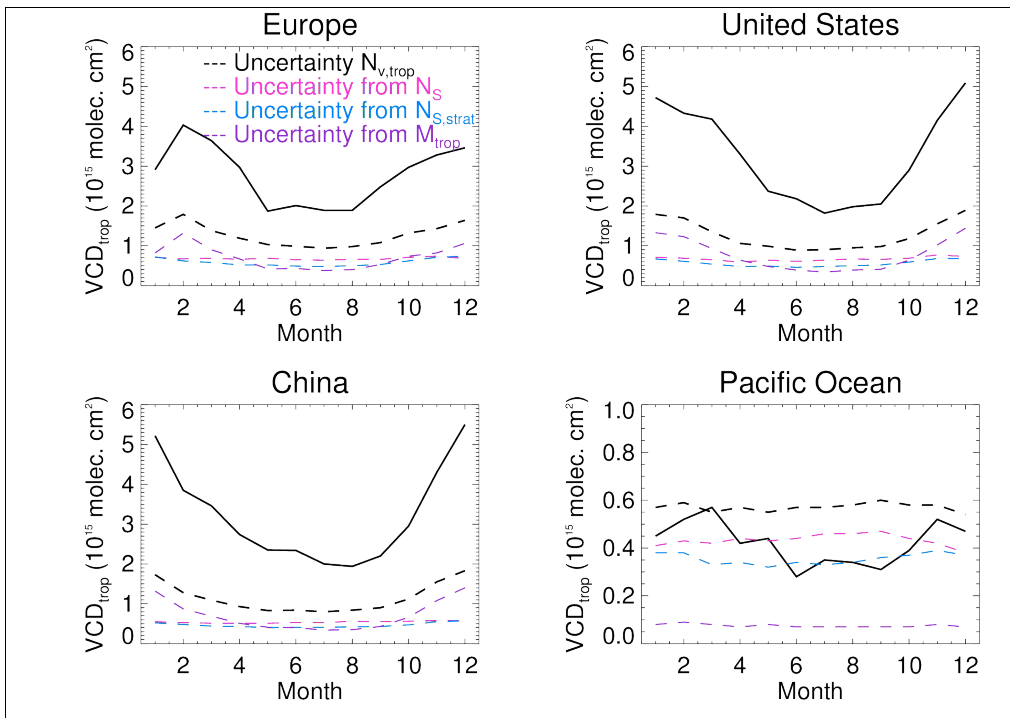 Europe
VCD_trop (10^15 molec. cm^2)
6
5
4
3
2
1
0
Uncertainty N_v,trop
Uncertainty from N_S
Uncertainty from N_S,strat
Uncertainty from M_trop
2 4 6 8 10 12
Month
United States
VCD_trop (10^15 molec. cm^2)
6
5
4
3
2
1
0
2 4 6 8 10 12
Month
China
VCD_trop (10^15 molec. cm^2)
6
5
4
3
2
1
0
2 4 6 8 10 12
Month
Pacific Ocean
VCD_trop (10^15 molec. cm^2)
1.0
0.8
0.6
0.4
0.2
0.0
2 4 6 8 10 12
Month